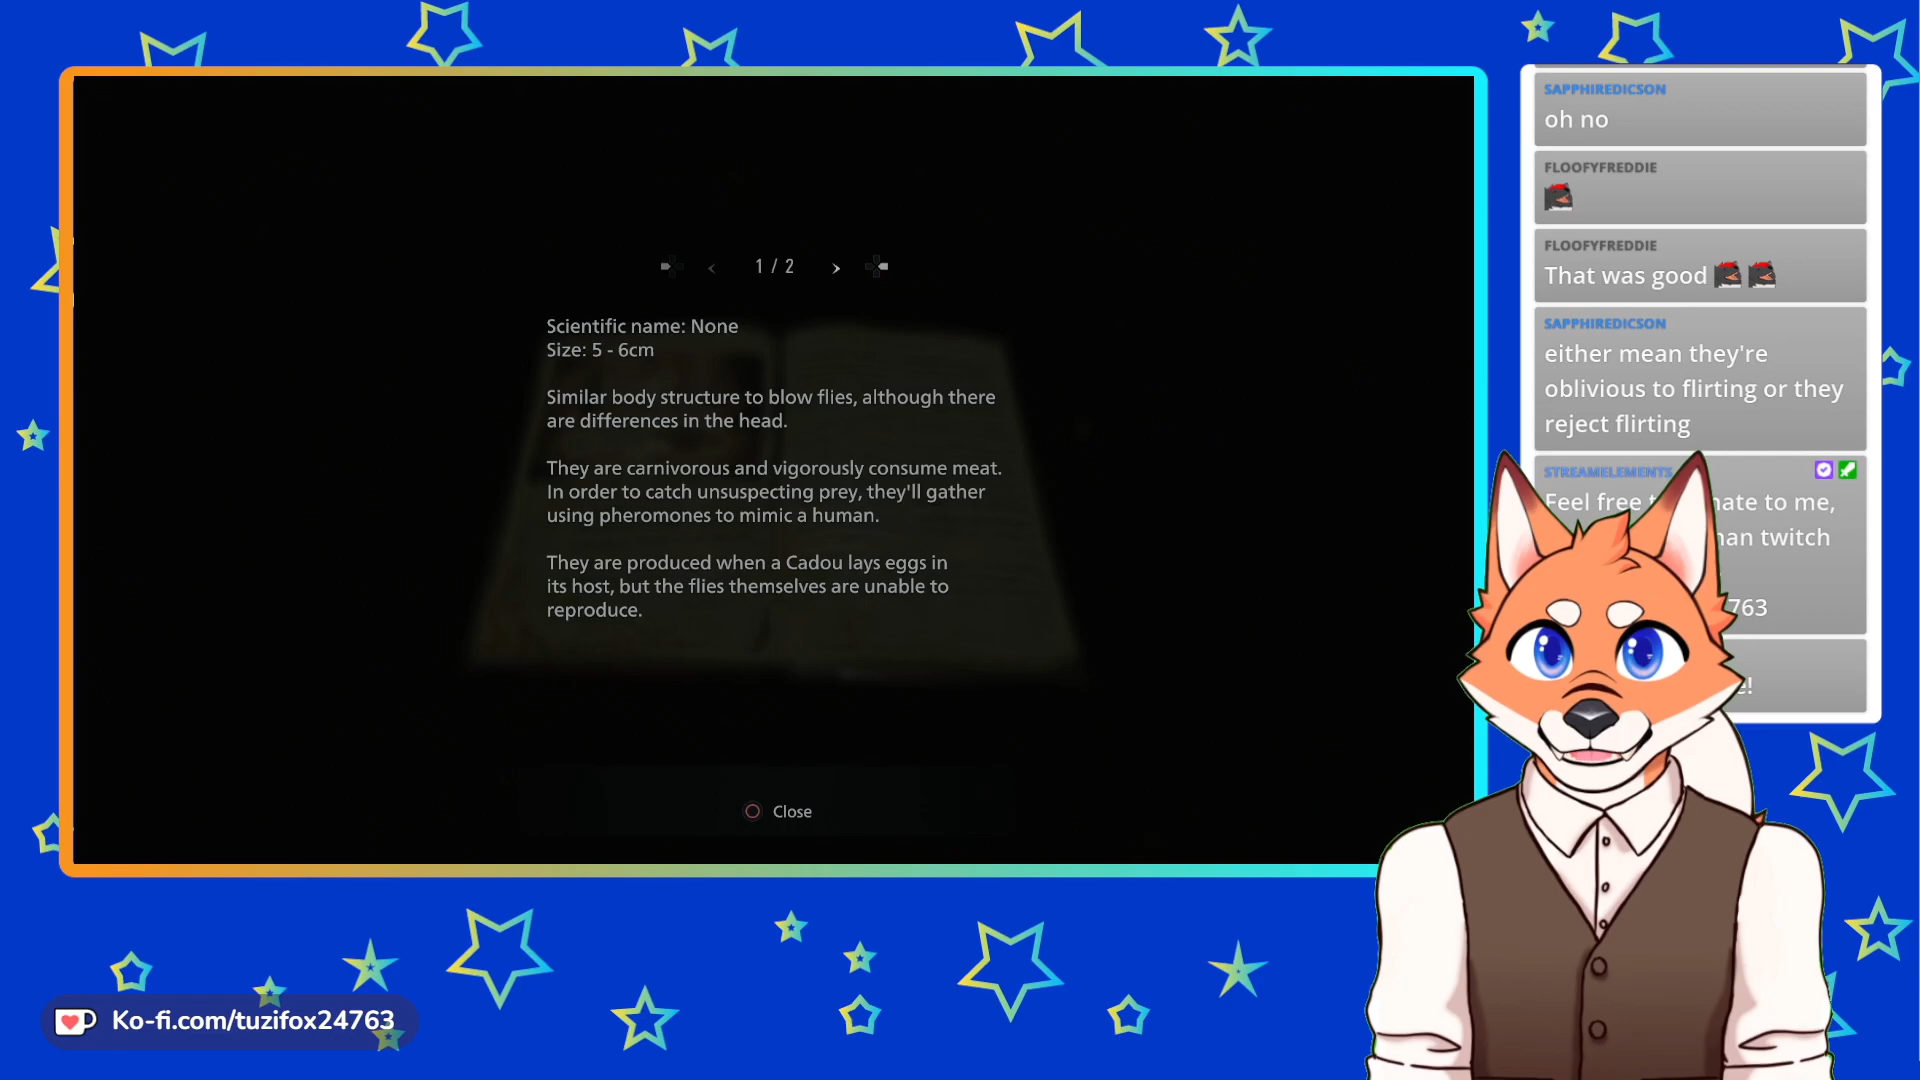 1 / 2
Scientific name: None
Size: 5 - 6cm
Similar body structure to blow flies, although there
are differences in the head.
They are carnivorous and vigorously consume meat.
In order to catch unsuspecting prey, they'll gather
using pheromones to mimic a human.
They are produced when a Cadou lays eggs in
its host, but the flies themselves are unable to
reproduce.
Close
SAPPHIREDICSON
oh no
FLOOFYFREDDIE
FLOOFYFREDDIE
That was good
SAPPHIREDICSON
either mean they're
oblivious to flirting or they
reject flirting
STREAMELEMENTS
Feel free to me,
twitch
763
Ko-fi.com/tuzifox24763